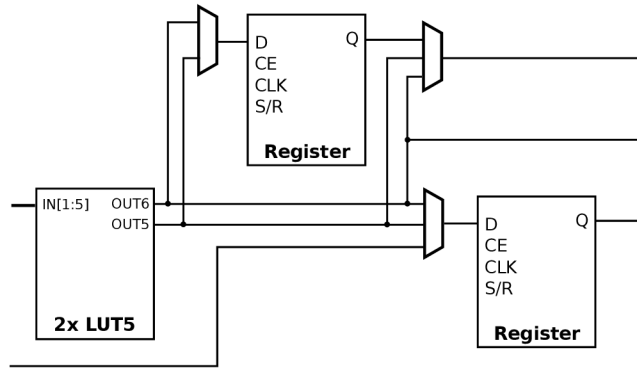 D
Q
CE
CLK
S/R
Register
IN[1:5]
OUT6
OUT5
2x LUT5
D
Q
CE
CLK
S/R
Register